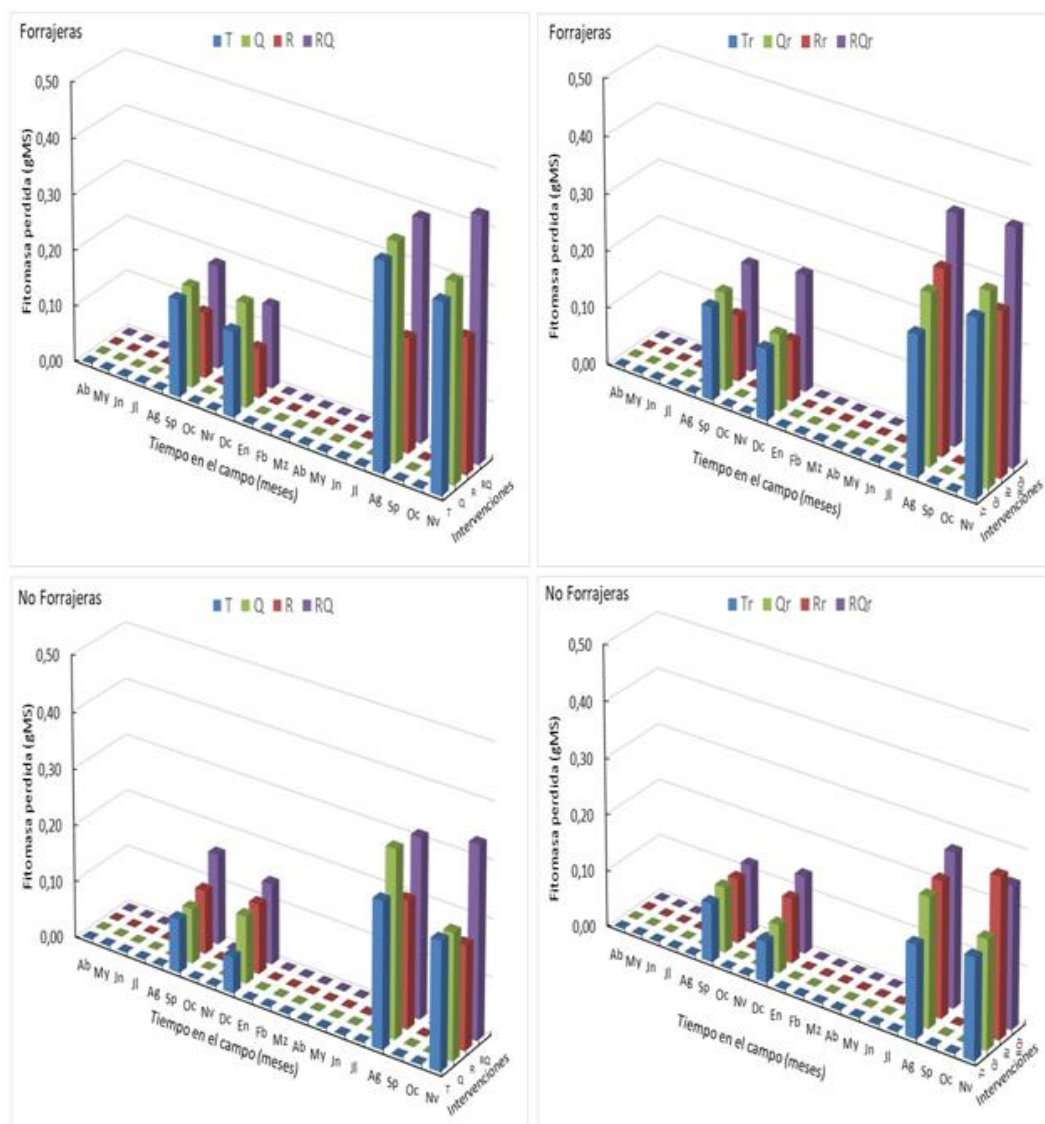 Forrajeras
T Q R RQ
0,50
0,40
0,30
0,20
0,10
0,00
Fitomasa perdida (gMS)
Ab My Jn Jl Ag Sp Oc Nv Dc En Fb Mz Ab My Jn Jl Ag Sp Oc Nv
Tiempo en el campo (meses)
T Q R RQ
Intervenciones
Forrajeras
Tr Qr Rr RQr
0,50
0,40
0,30
0,20
0,10
0,00
Fitomasa perdida (gMS)
Ab My Jn Jl Ag Sp Oc Nv Dc En Fb Mz Ab My Jn Jl Ag Sp Oc Nv
Tiempo en el campo (meses)
Tr Qr Rr RQr
Intervenciones
No Forrajeras
T Q R RQ
0,50
0,40
0,30
0,20
0,10
0,00
Fitomasa perdida (gMS)
Ab My Jn Jl Ag Sp Oc Nv Dc En Fb Mz Ab My Jn Jl Ag Sp Oc Nv
Tiempo en el campo (meses)
T Q R RQ
Intervenciones
No Forrajeras
Tr Qr Rr RQr
0,50
0,40
0,30
0,20
0,10
0,00
Fitomasa perdida (gMS)
Ab My Jn Jl Ag Sp Oc Nv Dc En Fb Mz Ab My Jn Jl Ag Sp Oc Nv
Tiempo en el campo (meses)
Tr Qr Rr RQr
Intervenciones